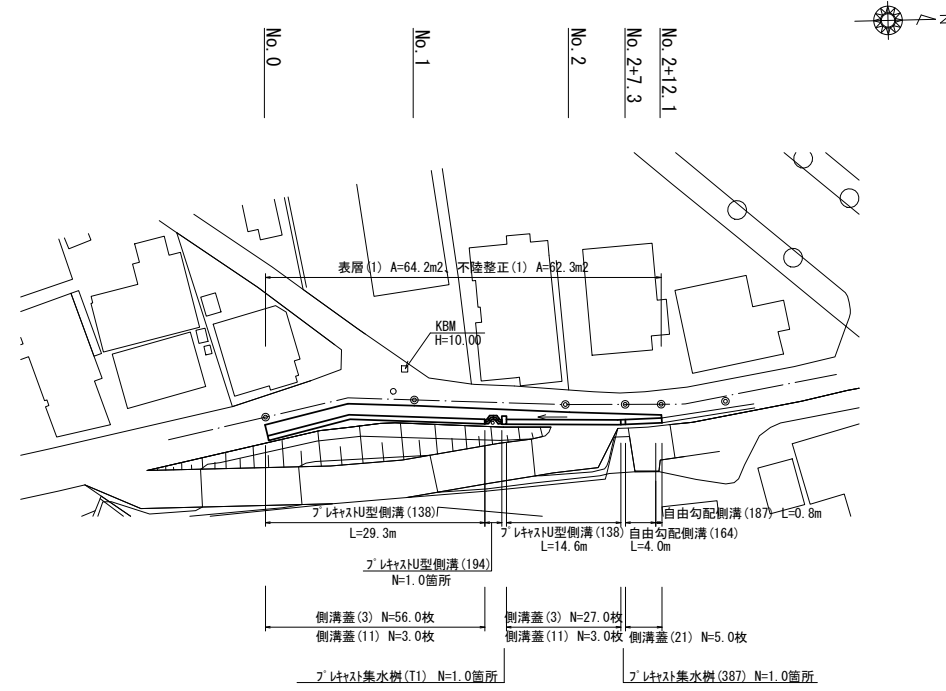 No.0
No.1
No.2
No.2+7.3
No.2+12.1
N
表層(1) A=64.2m2、不陸整正(1) A=62.3m2
KBM
H=10.00
プレキャストU型側溝(138)
L=29.3m
プレキャストU型側溝(138)
L=14.6m
自由勾配側溝(187) L=0.8m
自由勾配側溝(164)
L=4.0m
プレキャストU型側溝(194)
N=1.0箇所
側溝蓋(3) N=56.0枚
側溝蓋(11) N=3.0枚
側溝蓋(3) N=27.0枚
側溝蓋(11) N=3.0枚
側溝蓋(21) N=5.0枚
プレキャスト集水桝(T1) N=1.0箇所
プレキャスト集水桝(387) N=1.0箇所